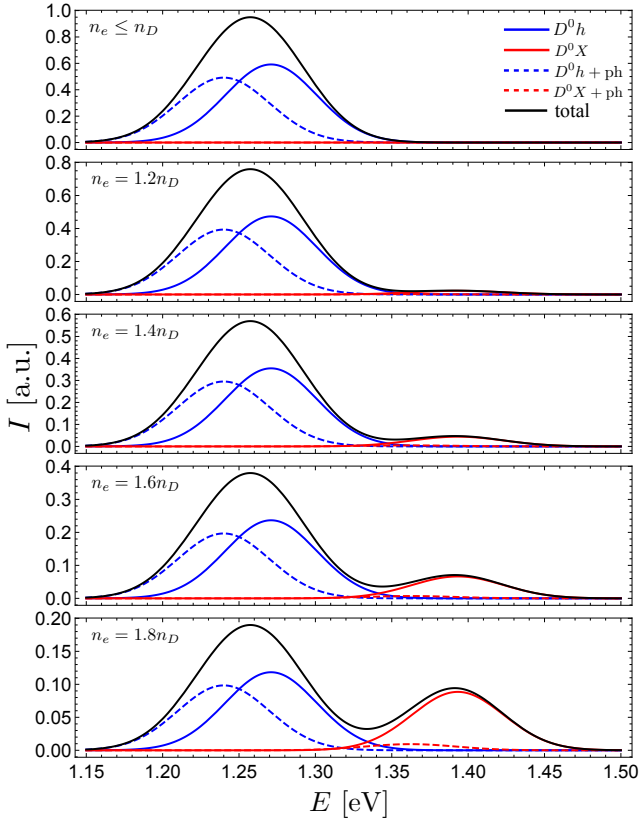 n_e ≤ n_D
D⁰h
D⁰X
D⁰h + ph
D⁰X + ph
total
1.0
0.8
0.6
0.4
0.2
0.0
n_e = 1.2n_D
0.8
0.6
0.4
0.2
0.0
n_e = 1.4n_D
0.6
0.5
0.4
0.3
0.2
0.1
0.0
I [a.u.]
n_e = 1.6n_D
0.4
0.3
0.2
0.1
0.0
n_e = 1.8n_D
0.20
0.15
0.10
0.05
0.00
1.15 1.20 1.25 1.30 1.35 1.40 1.45 1.50
E [eV]